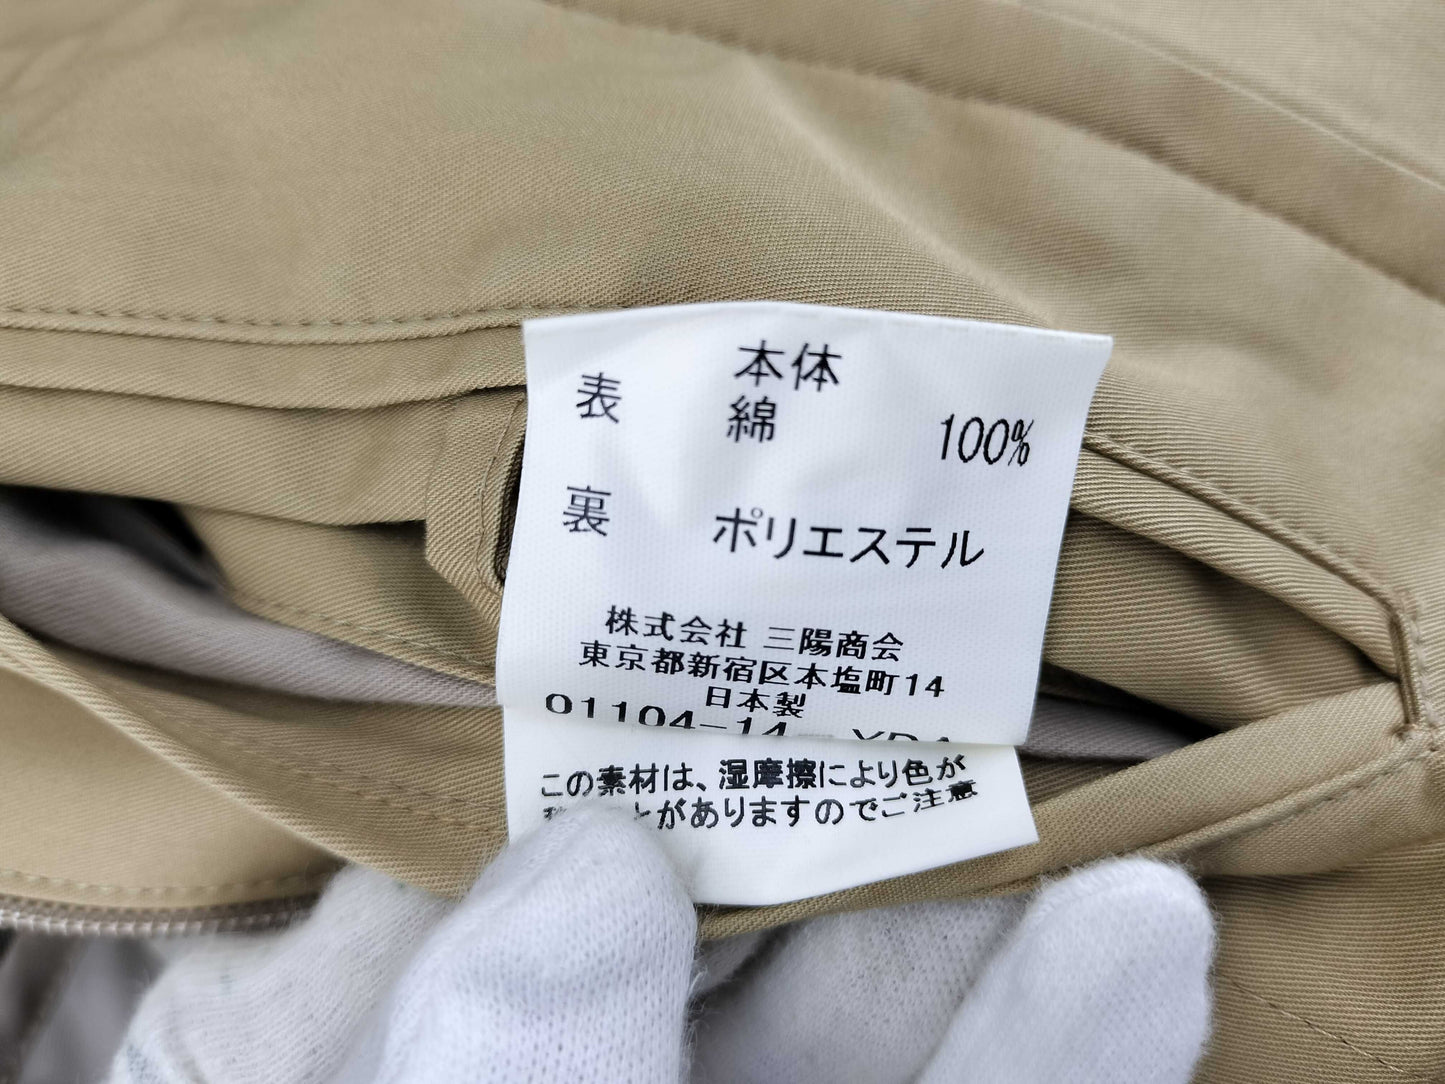 本体
表 綿 100%
裏 ポリエステル
株式会社 三陽商会
東京都新宿区本塩町14
日本製
01104-14-
この素材は、湿摩擦により色が
とがありますのでご注意